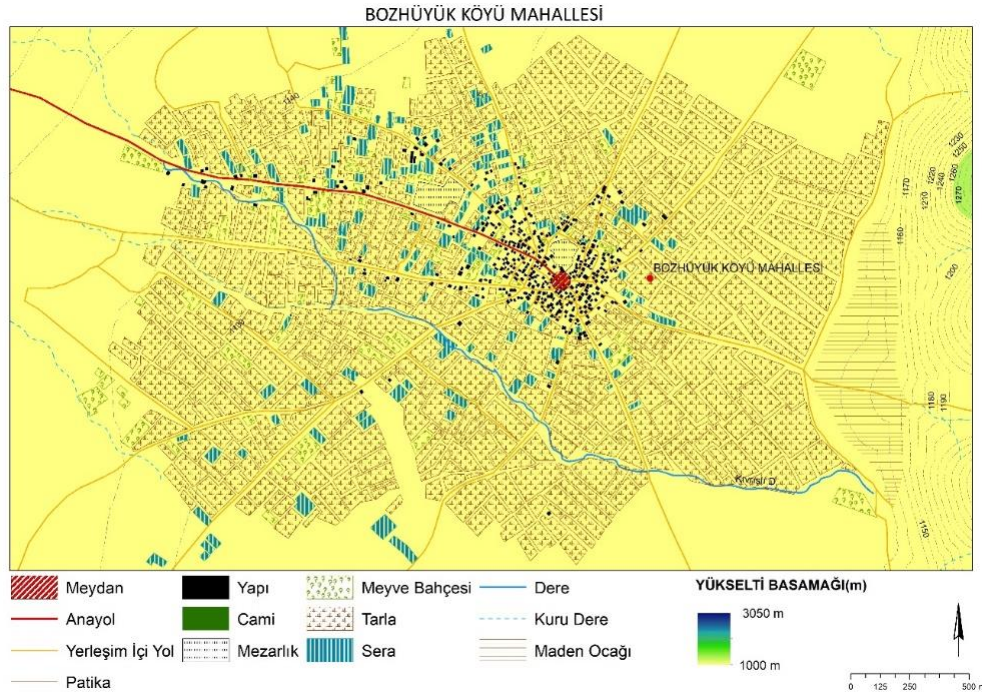 BOZHÜYÜK KÖYÜ MAHALLESİ
1140
1230
1250
1220
1240
1260
1270
1170
1210
1160
BOZHÜYÜK KÖYÜ MAHALLESİ
1200
1130
1180
1190
1150
Meydan
Yapı
Meyve Bahçesi
Dere
YÜKSELTİ BASAMAĞI(m)
Anayol
Cami
Tarla
Kuru Dere
3050 m
Yerleşim İçi Yol
Mezarlık
Sera
Maden Ocağı
1000 m
Patika
0 125 250 500 m